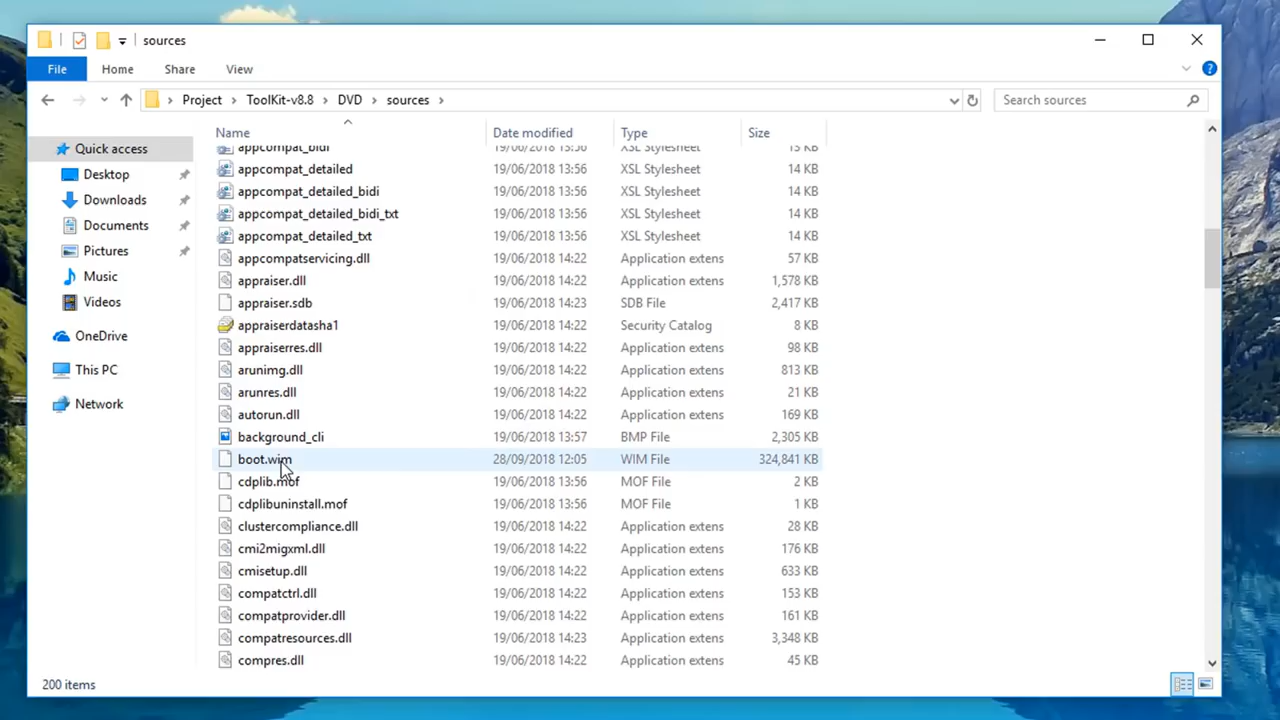 sources
File Home Share View
Project ToolKit-v8.8 DVD sources Search sources
Name Date modified Type Size
Quick access
Desktop
Downloads
Documents
Pictures
Music
Videos
OneDrive
This PC
Network
appcompat_bidi 19/06/2018 13:56 XSL Stylesheet 13 KB
appcompat_detailed 19/06/2018 13:56 XSL Stylesheet 14 KB
appcompat_detailed_bidi 19/06/2018 13:56 XSL Stylesheet 14 KB
appcompat_detailed_bidi_txt 19/06/2018 13:56 XSL Stylesheet 14 KB
appcompat_detailed_txt 19/06/2018 13:56 XSL Stylesheet 14 KB
appcompatservicing.dll 19/06/2018 14:22 Application extens 57 KB
appraiser.dll 19/06/2018 14:22 Application extens 1,578 KB
appraiser.sdb 19/06/2018 14:23 SDB File 2,417 KB
appraiserdatasha1 19/06/2018 14:22 Security Catalog 8 KB
appraiserres.dll 19/06/2018 14:22 Application extens 98 KB
arunimg.dll 19/06/2018 14:22 Application extens 813 KB
arunres.dll 19/06/2018 14:22 Application extens 21 KB
autorun.dll 19/06/2018 14:22 Application extens 169 KB
background_cli 19/06/2018 13:57 BMP File 2,305 KB
boot.wim 28/09/2018 12:05 WIM File 324,841 KB
cdplib.mof 19/06/2018 13:56 MOF File 2 KB
cdplibuninstall.mof 19/06/2018 13:56 MOF File 1 KB
clustercompliance.dll 19/06/2018 14:22 Application extens 28 KB
cmi2migxml.dll 19/06/2018 14:22 Application extens 176 KB
cmisetup.dll 19/06/2018 14:22 Application extens 633 KB
compatctrl.dll 19/06/2018 14:22 Application extens 153 KB
compatprovider.dll 19/06/2018 14:22 Application extens 161 KB
compatresources.dll 19/06/2018 14:23 Application extens 3,348 KB
compres.dll 19/06/2018 14:22 Application extens 45 KB
200 items